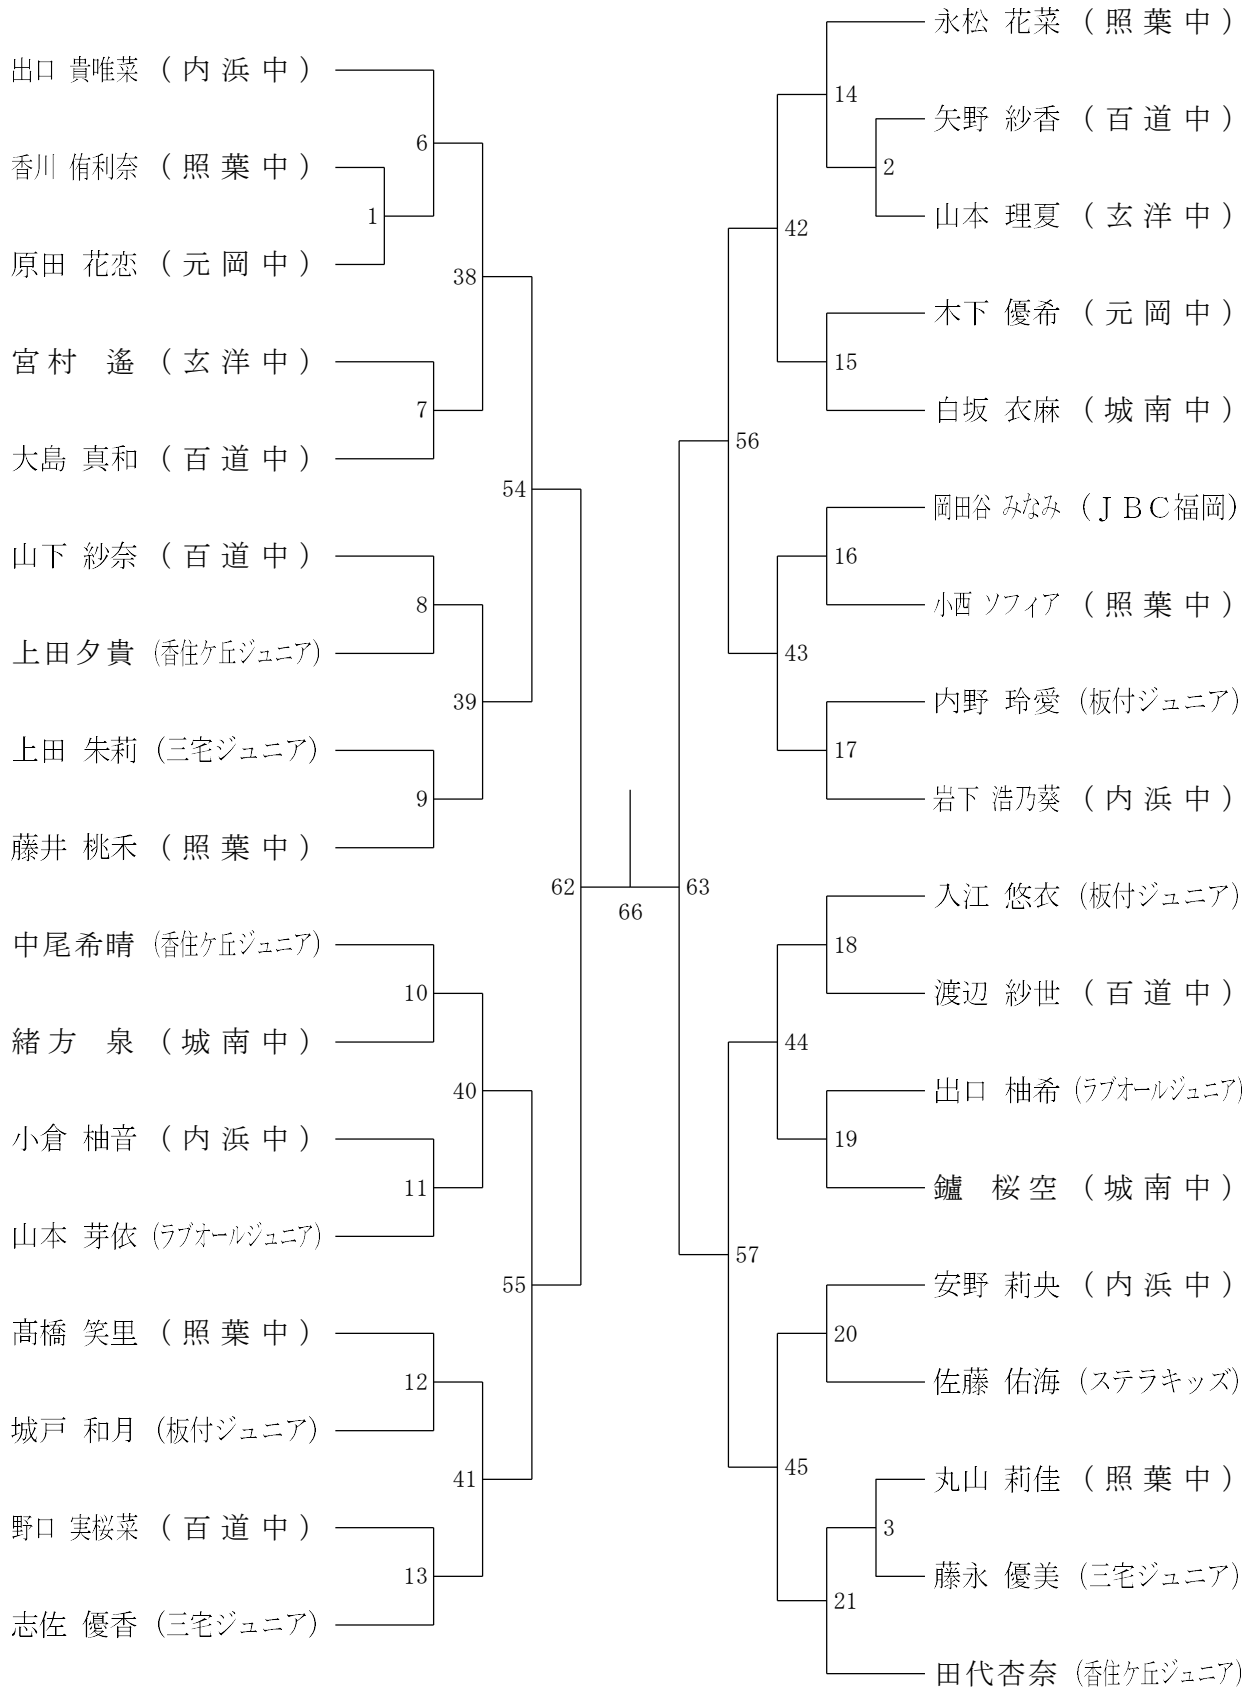 出口 貴唯菜 （内浜中）
6
香川 侑利奈 （照葉中）
1
原田 花恋 （元岡中）
38
宮村 遙 （玄洋中）
7
大島 真和 （百道中）
54
山下 紗奈 （百道中）
8
上田夕貴 (香住ケ丘ジュニア)
39
上田 朱莉 (三宅ジュニア)
9
藤井 桃禾 （照葉中）
62
中尾希晴 (香住ケ丘ジュニア)
10
緒方 泉 （城南中）
40
小倉 柚音 （内浜中）
11
山本 芽依 (ラブオールジュニア)
55
髙橋 笑里 （照葉中）
12
城戸 和月 (板付ジュニア)
41
野口 実桜菜 （百道中）
13
志佐 優香 (三宅ジュニア)
66
永松 花菜 （照葉中）
14
矢野 紗香 （百道中）
2
山本 理夏 （玄洋中）
42
木下 優希 （元岡中）
15
白坂 衣麻 （城南中）
56
岡田谷 みなみ （ＪＢＣ福岡）
16
小西 ソフィア （照葉中）
43
内野 玲愛 (板付ジュニア)
17
岩下 浩乃葵 （内浜中）
63
入江 悠衣 (板付ジュニア)
18
渡辺 紗世 （百道中）
44
出口 柚希 (ラブオールジュニア)
19
鑪 桜空 （城南中）
57
安野 莉央 （内浜中）
20
佐藤 佑海 (ステラキッズ)
45
丸山 莉佳 （照葉中）
3
藤永 優美 (三宅ジュニア)
21
田代杏奈 (香住ケ丘ジュニア)